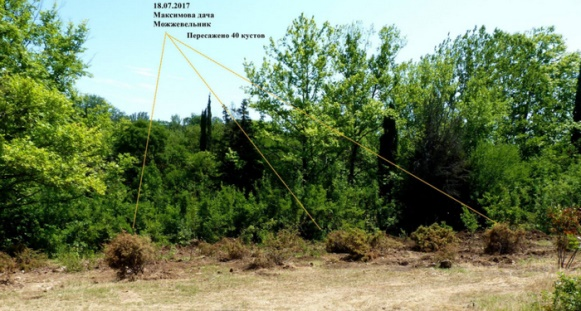 18.07.2017
Максимова дача
Можжевельник
Пересажено 40 кустов